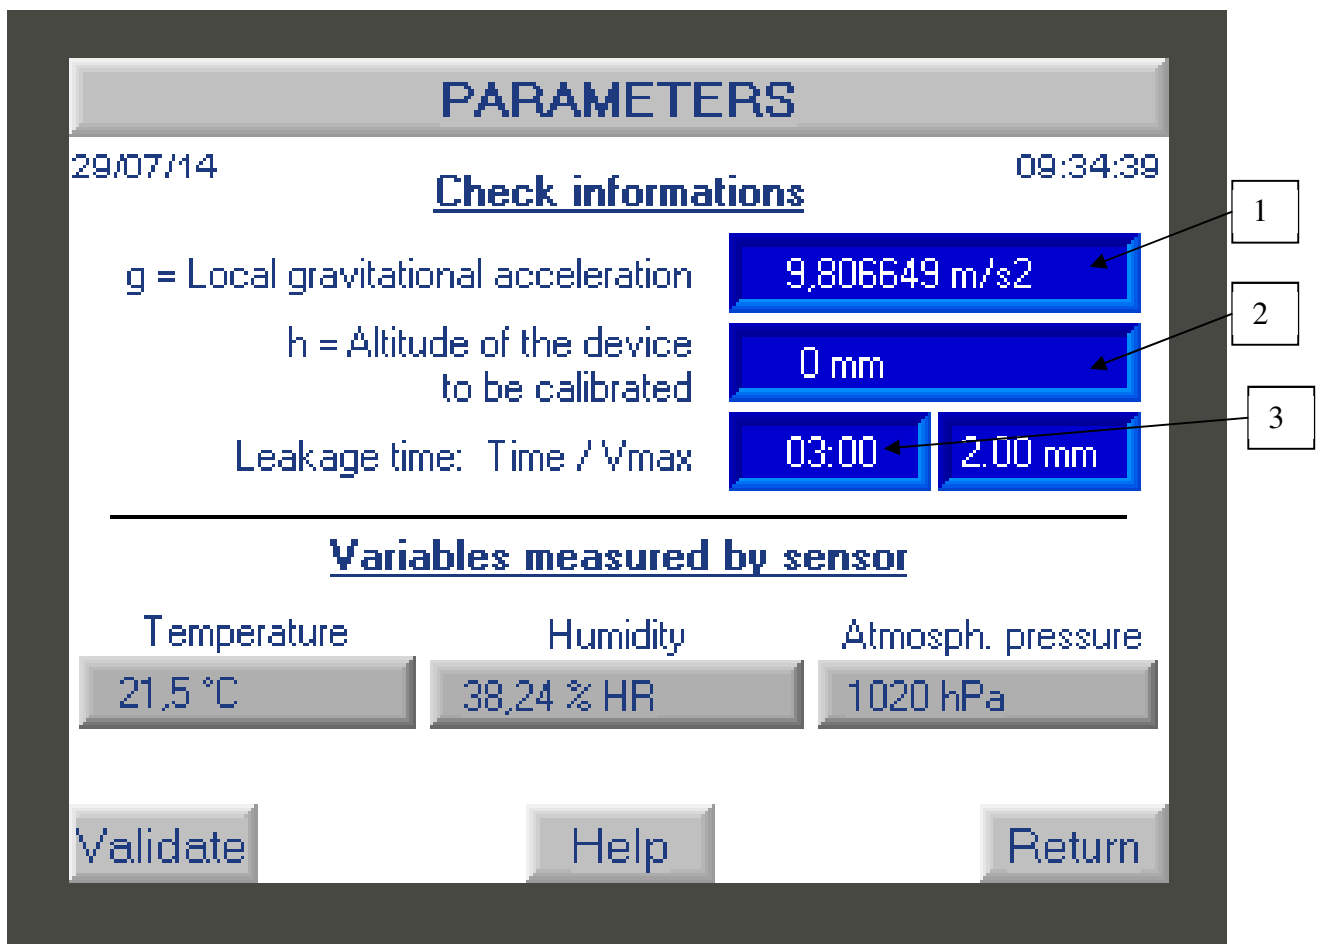 PARAMETERS
29/07/14
09:34:39
Check informations
1
g = Local gravitational acceleration
9,806649 m/s2
2
h = Altitude of the device
to be calibrated
0 mm
3
Leakage time: Time / Vmax
03:00
2.00 mm
Variables measured by sensor
Temperature
Humidity
Atmosph. pressure
21,5 °C
38,24 % HR
1020 hPa
Validate
Help
Return